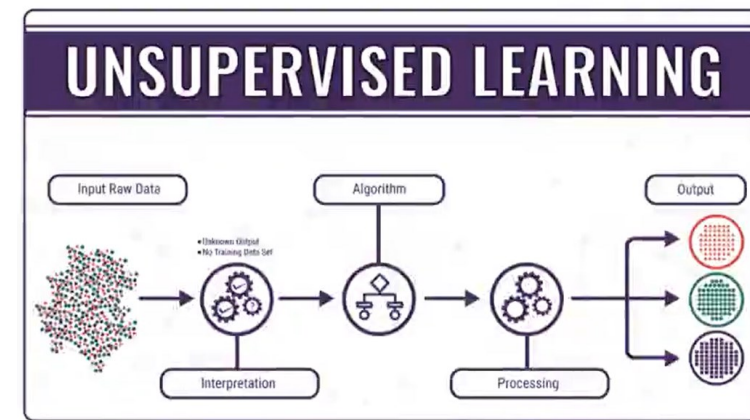 UNSUPERVISED LEARNING
Input Raw Data
Algorithm
Output
• Unknown Output
• No Training Data Set
Interpretation
Processing